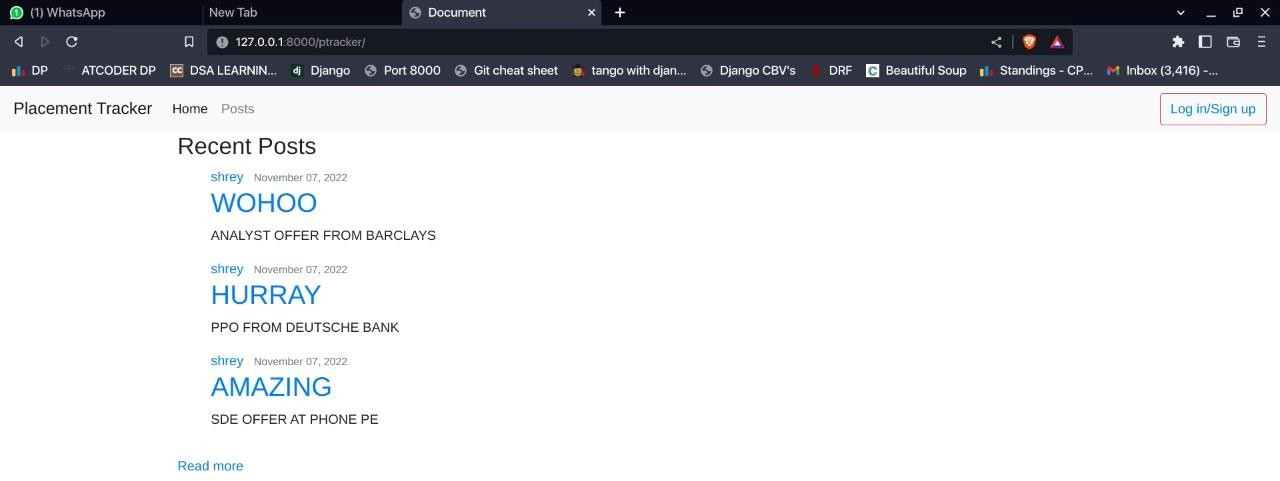 (1) WhatsApp New Tab Document
127.0.0.1:8000/ptracker/
DP ATCODER DP DSA LEARNIN... Django Port 8000 Git cheat sheet tango with djan... Django CBV's DRF Beautiful Soup Standings - CP... Inbox (3,416) -...
Placement Tracker Home Posts Log in/Sign up
Recent Posts
shrey November 07, 2022
WOHOO
ANALYST OFFER FROM BARCLAYS
shrey November 07, 2022
HURRAY
PPO FROM DEUTSCHE BANK
shrey November 07, 2022
AMAZING
SDE OFFER AT PHONE PE
Read more